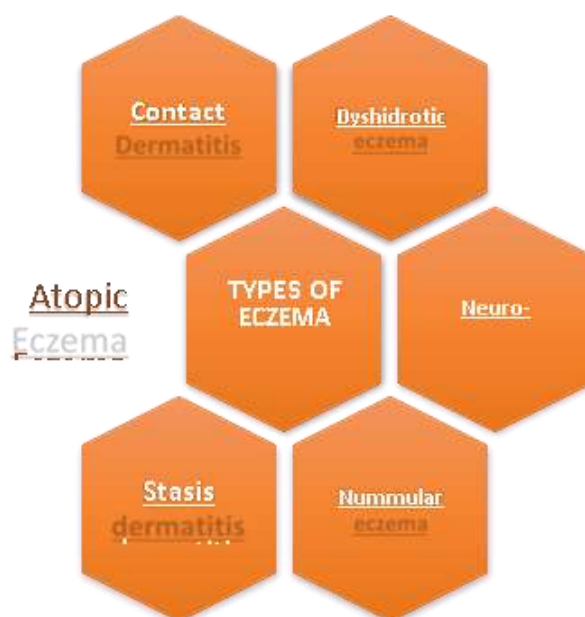 Contact
Dermatitis
Dyshidrotic
eczema
Atopic
Eczema
TYPES OF
ECZEMA
Neuro-
Stasis
dermatitis
Nummular
eczema